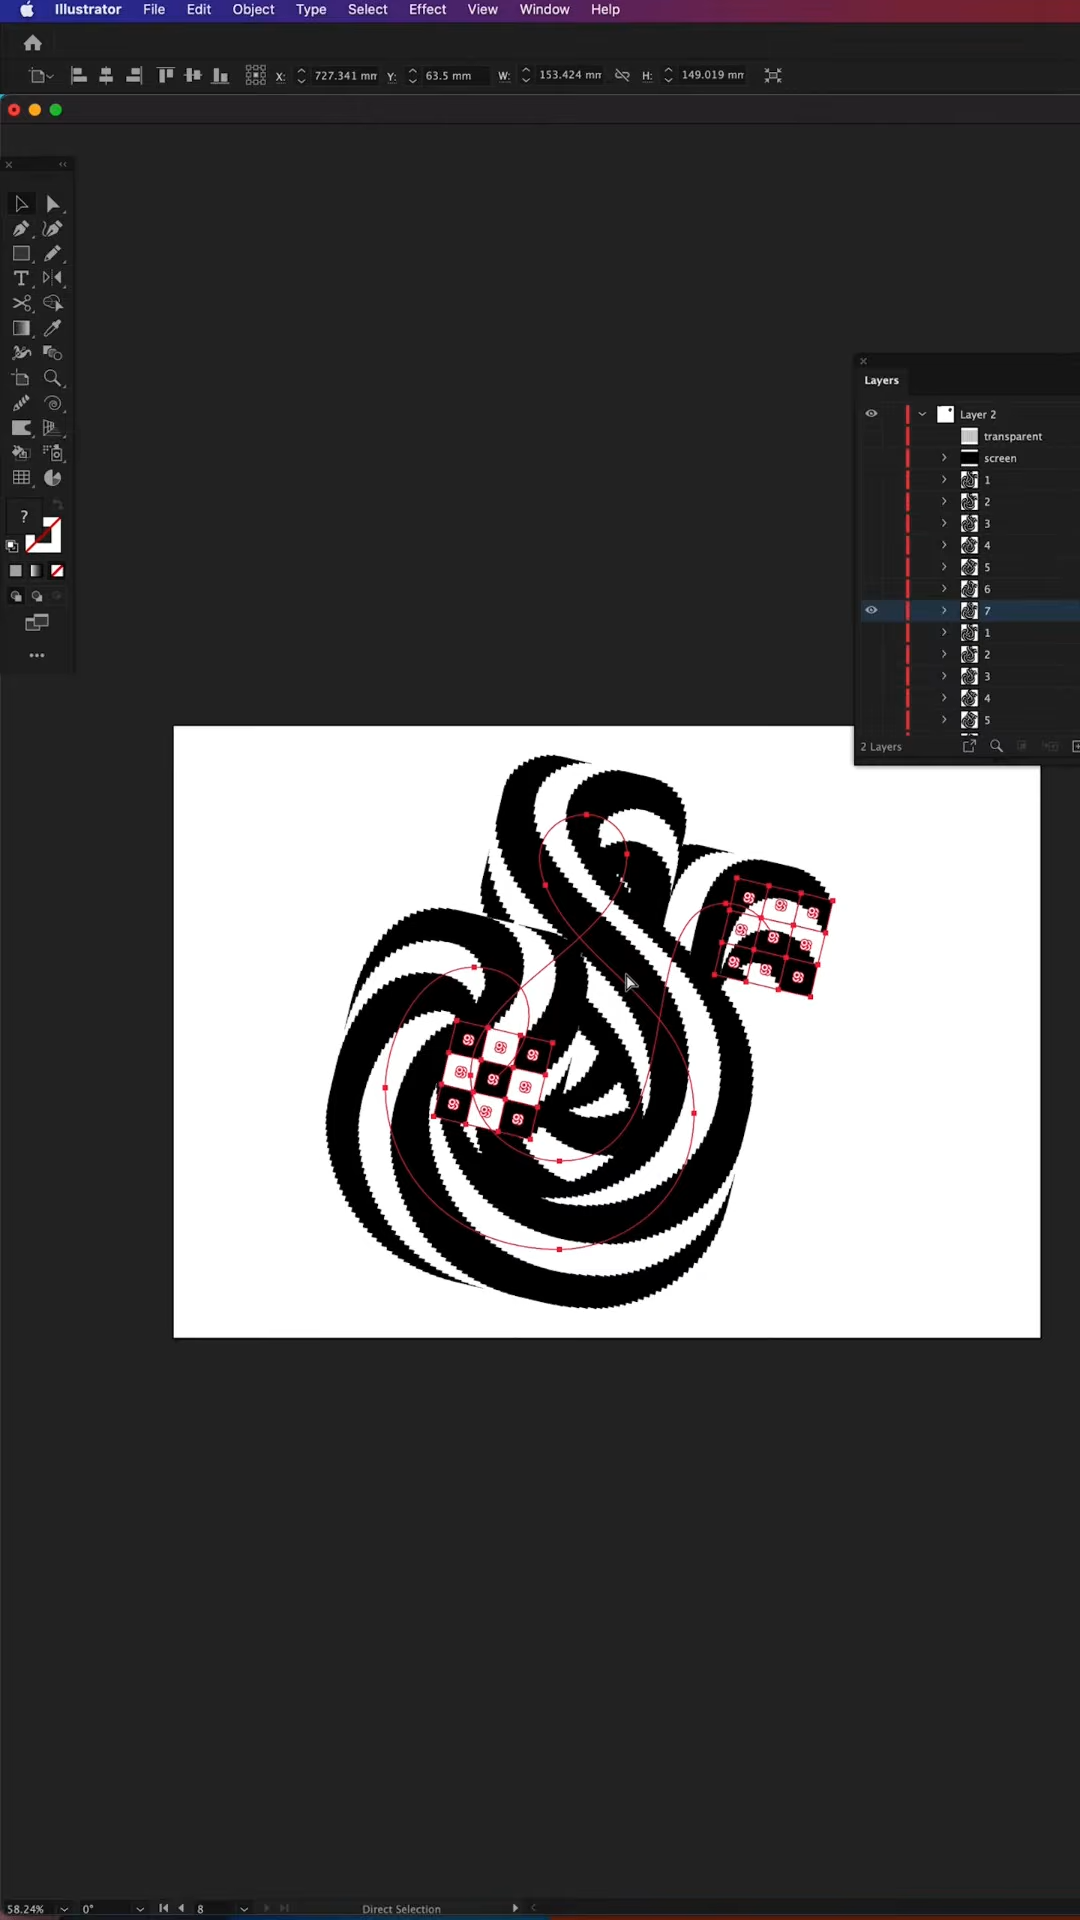 Illustrator File Edit Object Type Select Effect View Window Help
X: 727.341 mm Y: 63.5 mm W: 153.424 mm H: 149.019 mm
Layers
Layer 2
transparent
screen
1
2
3
4
5
6
7
1
2
3
4
5
2 Layers
?
58.24% 0° 8 Direct Selection